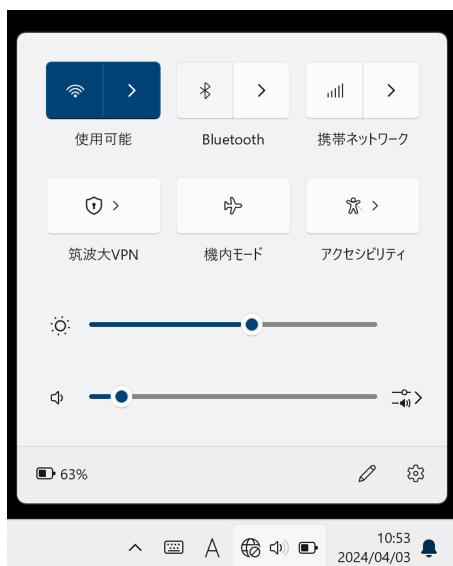 使用可能
Bluetooth
携帯ネットワーク
筑波大VPN
機内モード
アクセシビリティ
63%
A
10:53
2024/04/03